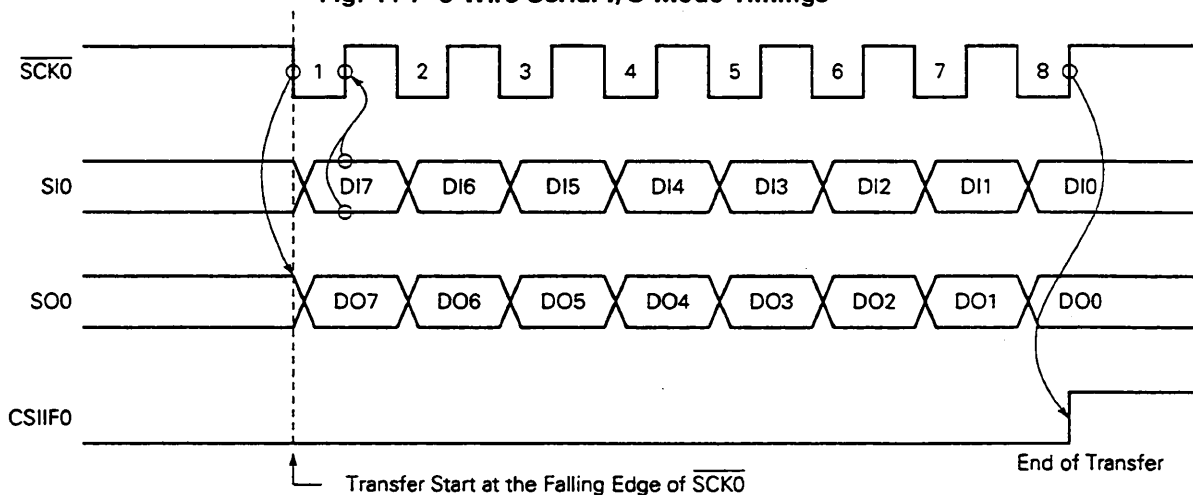 SCK0
1 2 3 4 5 6 7 8
SI0
DI7 DI6 DI5 DI4 DI3 DI2 DI1 DI0
SO0
DO7 DO6 DO5 DO4 DO3 DO2 DO1 DO0
CSIIF0
End of Transfer
Transfer Start at the Falling Edge of SCK0